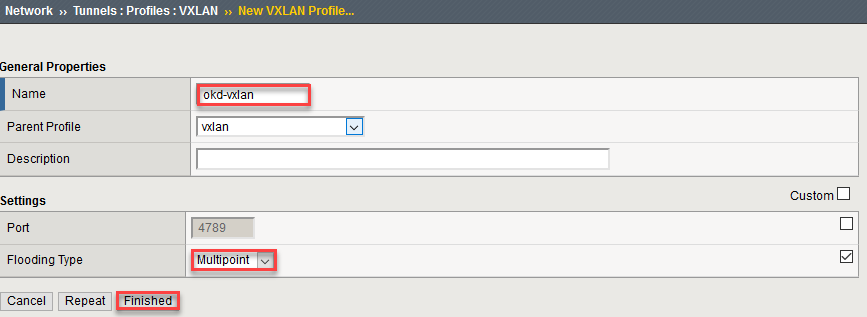 Network ›› Tunnels : Profiles : VXLAN ›› New VXLAN Profile...
General Properties
Name okd-vxlan
Parent Profile vxlan
Description
Settings Custom
Port 4789
Flooding Type Multipoint
Cancel Repeat Finished